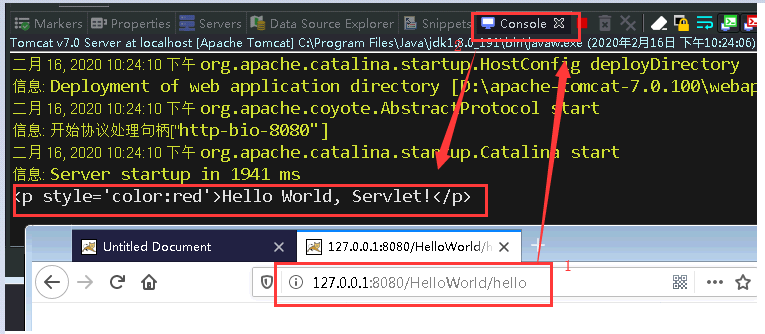 Markers Properties Servers Data Source Explorer Snippets Console
Tomcat v7.0 Server at localhost [Apache Tomcat] C:\Program Files\Java\jdk1.8.0_191\bin\javaw.exe (2020年2月16日 下午10:24:06)
二月 16, 2020 10:24:10 下午 org.apache.catalina.startup.HostConfig deployDirectory
信息: Deployment of web application directory [D:\apache-tomcat-7.0.100\webapp
二月 16, 2020 10:24:10 下午 org.apache.coyote.AbstractProtocol start
信息: 开始协议处理句柄["http-bio-8080"]
二月 16, 2020 10:24:10 下午 org.apache.catalina.startup.Catalina start
信息: Server startup in 1941 ms
<p style='color:red'>Hello World, Servlet!</p>
Untitled Document 127.0.0.1:8080/HelloWorld/h
1
127.0.0.1:8080/HelloWorld/hello